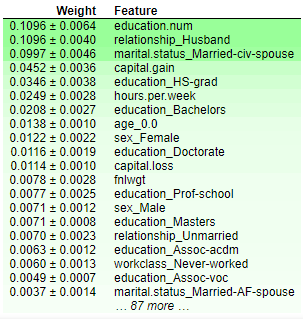 Weight Feature
0.1096 ± 0.0064 education.num
0.1096 ± 0.0040 relationship_Husband
0.0997 ± 0.0046 marital.status_Married-civ-spouse
0.0452 ± 0.0036 capital.gain
0.0346 ± 0.0038 education_HS-grad
0.0249 ± 0.0028 hours.per.week
0.0208 ± 0.0027 education_Bachelors
0.0138 ± 0.0010 age_0.0
0.0122 ± 0.0022 sex_Female
0.0116 ± 0.0019 education_Doctorate
0.0114 ± 0.0010 capital.loss
0.0078 ± 0.0028 fnlwgt
0.0077 ± 0.0025 education_Prof-school
0.0071 ± 0.0012 sex_Male
0.0071 ± 0.0008 education_Masters
0.0070 ± 0.0023 relationship_Unmarried
0.0063 ± 0.0012 education_Assoc-acdm
0.0060 ± 0.0013 workclass_Never-worked
0.0049 ± 0.0007 education_Assoc-voc
0.0037 ± 0.0014 marital.status_Married-AF-spouse
… 87 more …